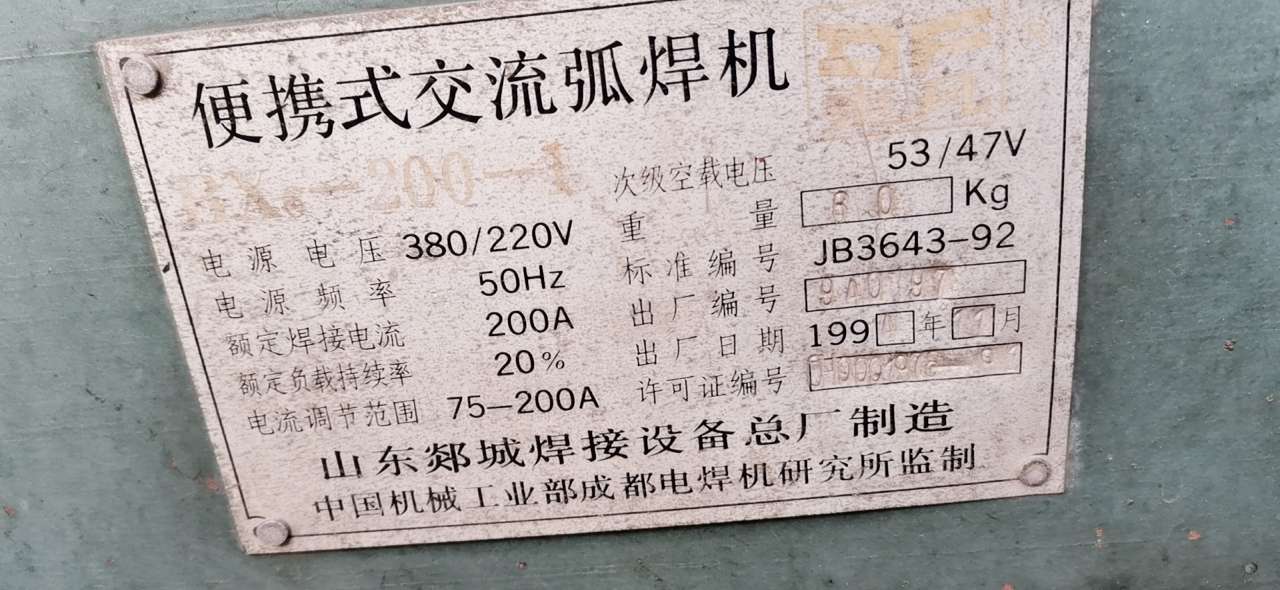 便携式交流弧焊机
200-1
电源电压 380/220V
电源频率 50Hz
额定焊接电流 200A
额定负载持续率 20%
电流调节范围 75-200A
次级空载电压 53/47V
重量 80 Kg
标准编号 JB3643-92
出厂编号
出厂日期 199 年 月
许可证编号
山东郯城焊接设备总厂制造
中国机械工业部成都电焊机研究所监制